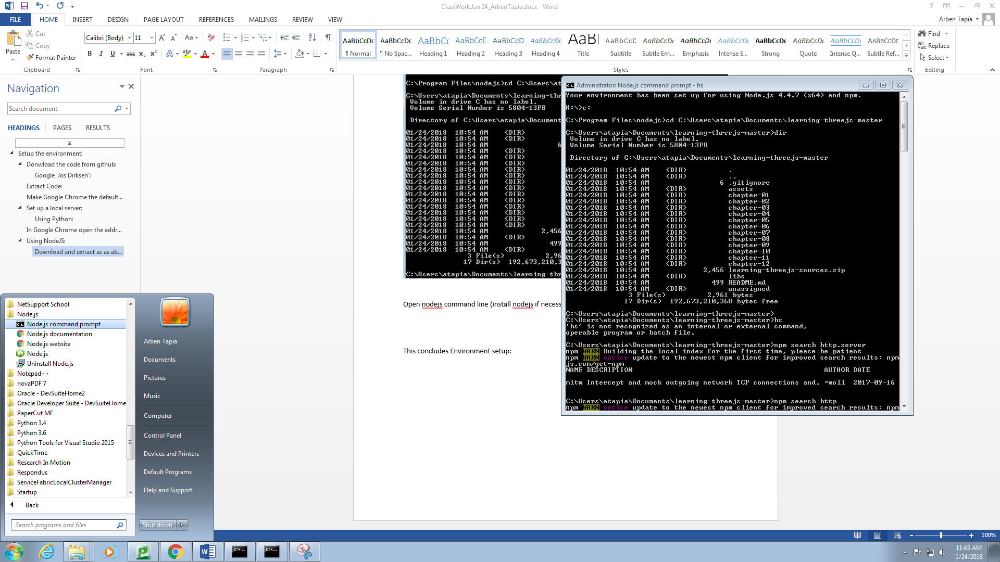 ClassWork.Jan.24_ArbenTapia.docx - Word
FILE HOME INSERT DESIGN PAGE LAYOUT REFERENCES MAILINGS REVIEW VIEW
Arben Tapia
Paste
Cut
Copy
Format Painter
Clipboard
Calibri (Body) 11
Font
Paragraph
AaBbCcDc AaBbCcDc AaBbCc AaBbCcD AaBbCcD AaBbCcDc AaBl AaBbCcD AaBbCcDc AaBbCcDc AaBbCcDc AaBbCcDc AaBbCcDc AaBbCcDc AABBCCDD
¶ Normal ¶ No Spac... Heading 1 Heading 2 Heading 3 Heading 4 Title Subtitle Subtle Em... Emphasis Intense E... Strong Quote Intense Q... Subtle Ref...
Styles
Find
Replace
Select
Editing
Navigation
Search document
HEADINGS PAGES RESULTS
Setup the environment:
Donwload the code from github:
Google 'Jos Dirksen':
Extract Code:
Make Google Chrome the default...
Set up a local server:
Using Python:
In Google Chrome open the addr...
Using NodeJS:
Download and extract as as ab...
C:\Program Files\nodejs>cd C:\Users\at
C:\Users\atapia\Documents\learning-thr
Volume in drive C has no label.
Volume Serial Number is 5804-13FB
Directory of C:\Users\atapia\Document
01/24/2018 10:54 AM <DIR>
01/24/2018 10:54 AM <DIR>
01/24/2018 10:54 AM 6
01/24/2018 10:54 AM <DIR>
01/24/2018 10:54 AM <DIR>
01/24/2018 10:54 AM <DIR>
01/24/2018 10:54 AM <DIR>
01/24/2018 10:54 AM <DIR>
01/24/2018 10:54 AM <DIR>
01/24/2018 10:54 AM <DIR>
01/24/2018 10:54 AM <DIR>
01/24/2018 10:54 AM <DIR>
01/24/2018 10:54 AM <DIR>
01/24/2018 10:54 AM <DIR>
01/24/2018 10:54 AM <DIR>
01/24/2018 10:54 AM <DIR>
01/24/2018 10:54 AM 2,456
01/24/2018 10:54 AM <DIR>
01/24/2018 10:54 AM 499
01/24/2018 10:54 AM <DIR>
3 File(s) 2,96
17 Dir(s) 192,673,210,3
C:\Users\atapia\Documents\learning-thr
Open nodejs command line (install nodejs if necess
This concludes Environment setup:
Administrator: Node.js command prompt - hs
Your environment has been set up for using Node.js 4.4.7 (x64) and npm.
H:\>c:
C:\Program Files\nodejs>cd C:\Users\atapia\Documents\learning-threejs-master
C:\Users\atapia\Documents\learning-threejs-master>dir
Volume in drive C has no label.
Volume Serial Number is 5804-13FB
Directory of C:\Users\atapia\Documents\learning-threejs-master
01/24/2018 10:54 AM <DIR> .
01/24/2018 10:54 AM <DIR> ..
01/24/2018 10:54 AM 6 .gitignore
01/24/2018 10:54 AM <DIR> assets
01/24/2018 10:54 AM <DIR> chapter-01
01/24/2018 10:54 AM <DIR> chapter-02
01/24/2018 10:54 AM <DIR> chapter-03
01/24/2018 10:54 AM <DIR> chapter-04
01/24/2018 10:54 AM <DIR> chapter-05
01/24/2018 10:54 AM <DIR> chapter-06
01/24/2018 10:54 AM <DIR> chapter-07
01/24/2018 10:54 AM <DIR> chapter-08
01/24/2018 10:54 AM <DIR> chapter-09
01/24/2018 10:54 AM <DIR> chapter-10
01/24/2018 10:54 AM <DIR> chapter-11
01/24/2018 10:54 AM <DIR> chapter-12
01/24/2018 10:54 AM 2,456 learning-threejs-sources.zip
01/24/2018 10:54 AM <DIR> libs
01/24/2018 10:54 AM 499 README.md
01/24/2018 10:54 AM <DIR> unassigned
3 File(s) 2,961 bytes
17 Dir(s) 192,673,210,368 bytes free
C:\Users\atapia\Documents\learning-threejs-master>
C:\Users\atapia\Documents\learning-threejs-master>hs
'hs' is not recognized as an internal or external command,
operable program or batch file.
C:\Users\atapia\Documents\learning-threejs-master>npm search http.server
npm WARN Building the local index for the first time, please be patient
npm WARN notice update to the newest npm client for improved search results: npm
js.com/get-npm
NAME DESCRIPTION AUTHOR DATE
mitm Intercept and mock outgoing network TCP connections and. =moll 2017-09-16
C:\Users\atapia\Documents\learning-threejs-master>npm search http
npm WARN notice update to the newest npm client for improved search results: npm
NetSupport School
Node.js
Node.js command prompt
Node.js documentation
Node.js website
Node.js
Uninstall Node.js
Notepad++
novaPDF 7
Oracle - DevSuiteHome2
Oracle Developer Suite - DevSuiteHome
PaperCut MF
Python 3.4
Python 3.6
Python Tools for Visual Studio 2015
QuickTime
Research In Motion
Respondus
ServiceFabricLocalClusterManager
Startup
Back
Search programs and files
Arben Tapia
Documents
Pictures
Music
Computer
Control Panel
Devices and Printers
Default Programs
Help and Support
Shut down
100%
11:45 AM
1/24/2018